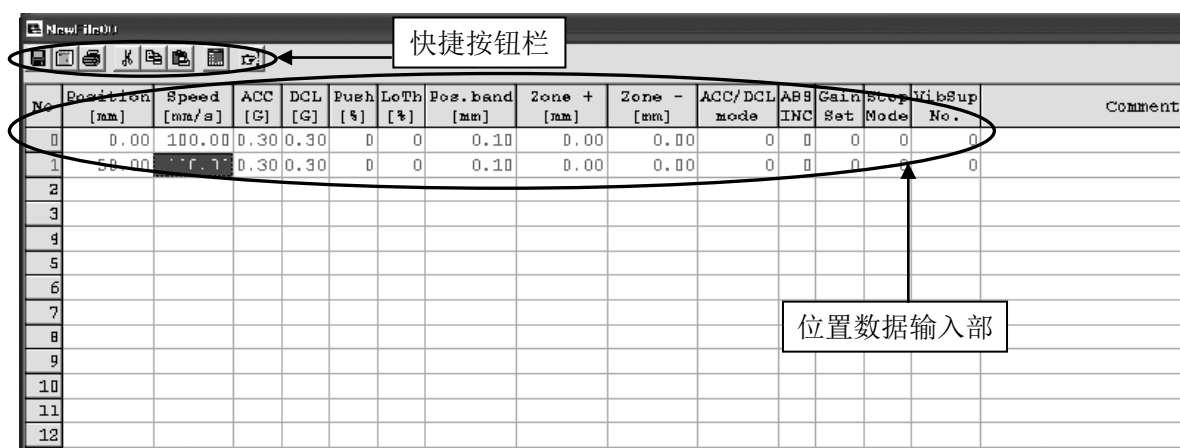 NewFile00
快捷按钮栏
No Position [mm] Speed [mm/s] ACC [G] DCL [G] Push [%] LoTh [%] Pos.band [mm] Zone + [mm] Zone - [mm] ACC/DCL mode ABS INC Gain Set Stop Mode VibSup No. Comment
0 0.00 100.00 0.30 0.30 0 0 0.10 0.00 0.00 0 0 0 0 0
1 50.00 0.30 0.30 0 0 0.10 0.00 0.00 0 0 0 0 0
2
3
4
5
6
7
位置数据输入部
8
9
10
11
12